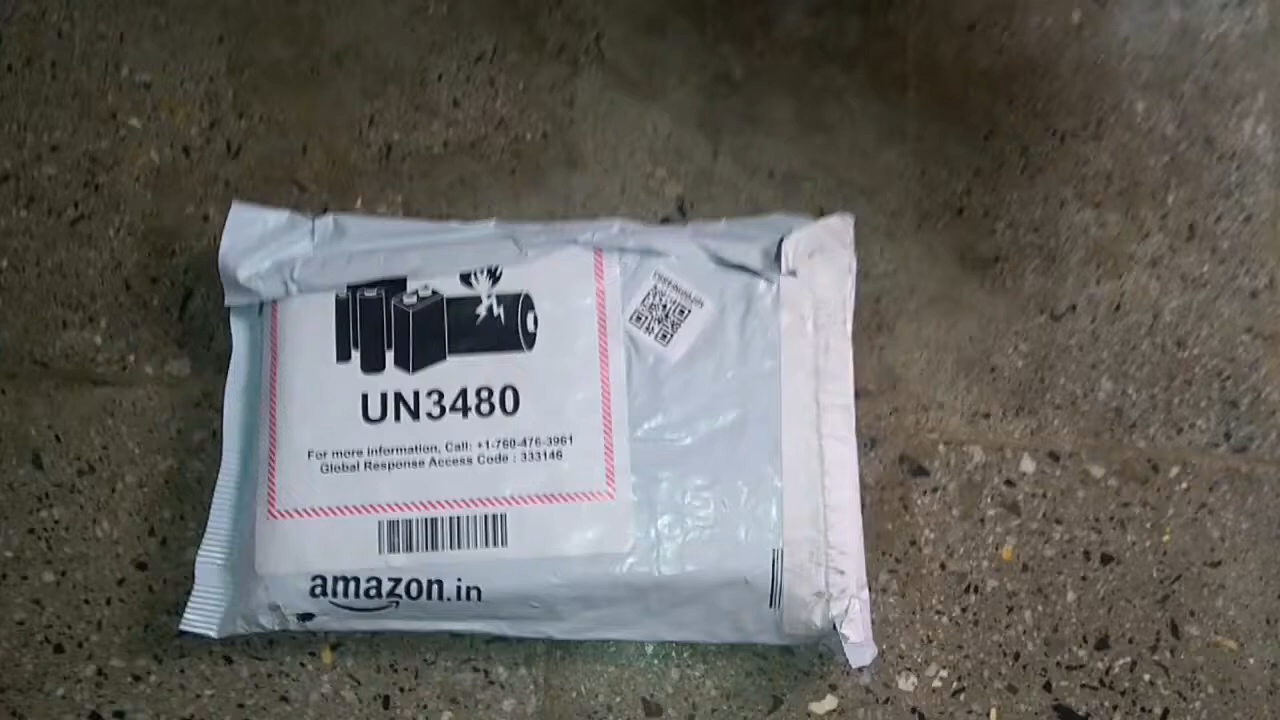 UN3480
For more information, Call: +1-760-476-3961
Global Response Access Code : 333146
amazon.in